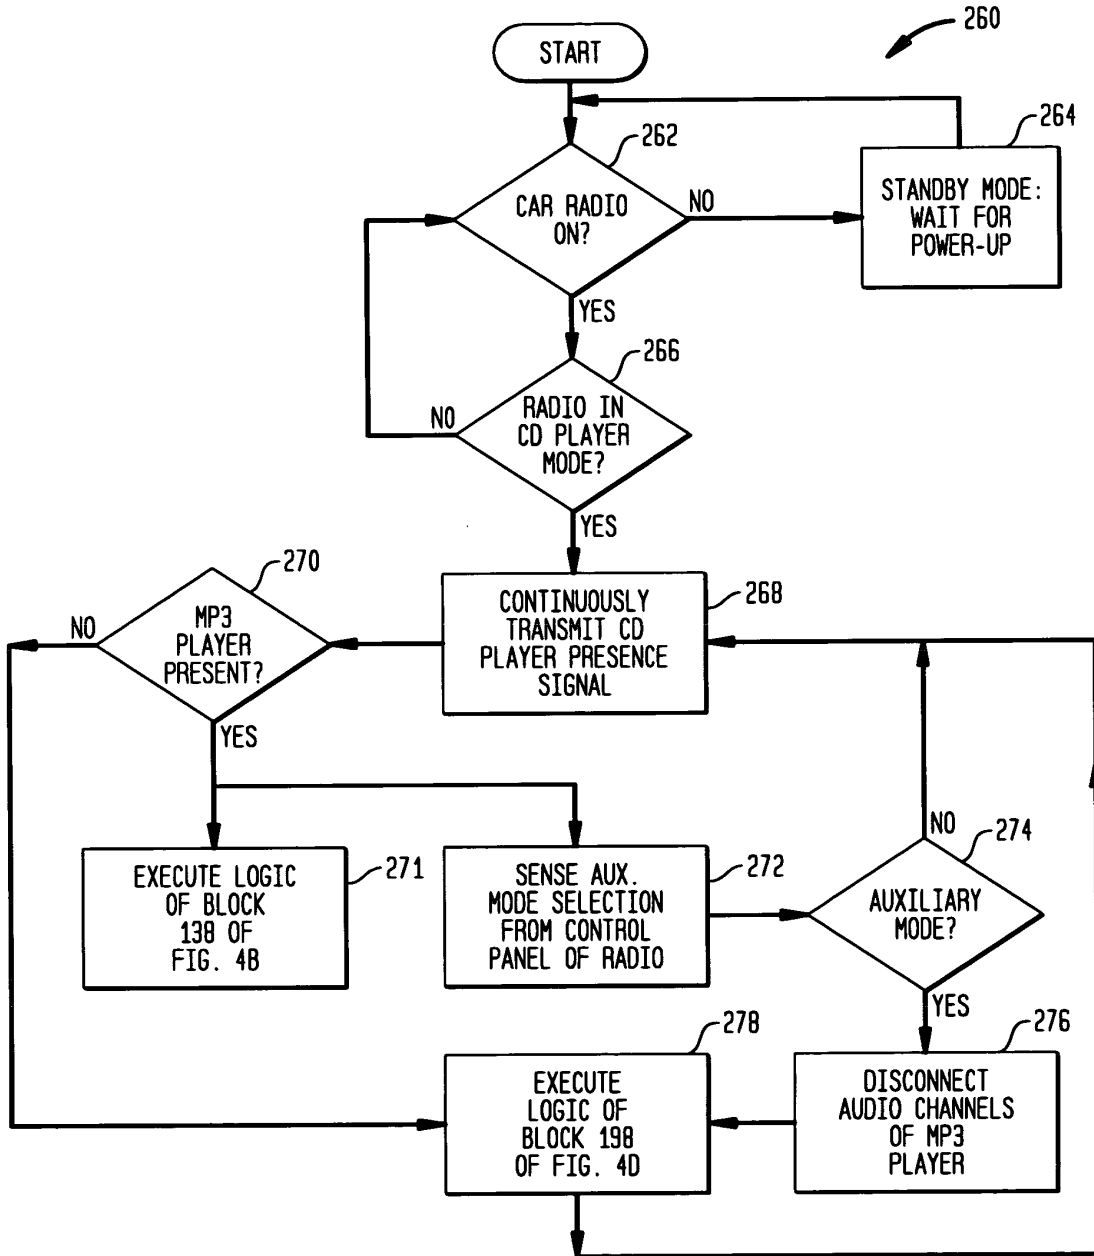 260
START
262
264
CAR RADIO
ON?
NO
STANDBY MODE:
WAIT FOR
POWER-UP
YES
266
RADIO IN
CD PLAYER
MODE?
NO
YES
270
268
MP3
PLAYER
PRESENT?
NO
CONTINUOUSLY
TRANSMIT CD
PLAYER PRESENCE
SIGNAL
YES
271
EXECUTE LOGIC
OF BLOCK
138 OF
FIG. 4B
272
SENSE AUX.
MODE SELECTION
FROM CONTROL
PANEL OF RADIO
NO
274
AUXILIARY
MODE?
YES
278
276
EXECUTE
LOGIC OF
BLOCK 198
OF FIG. 4D
DISCONNECT
AUDIO CHANNELS
OF MP3
PLAYER